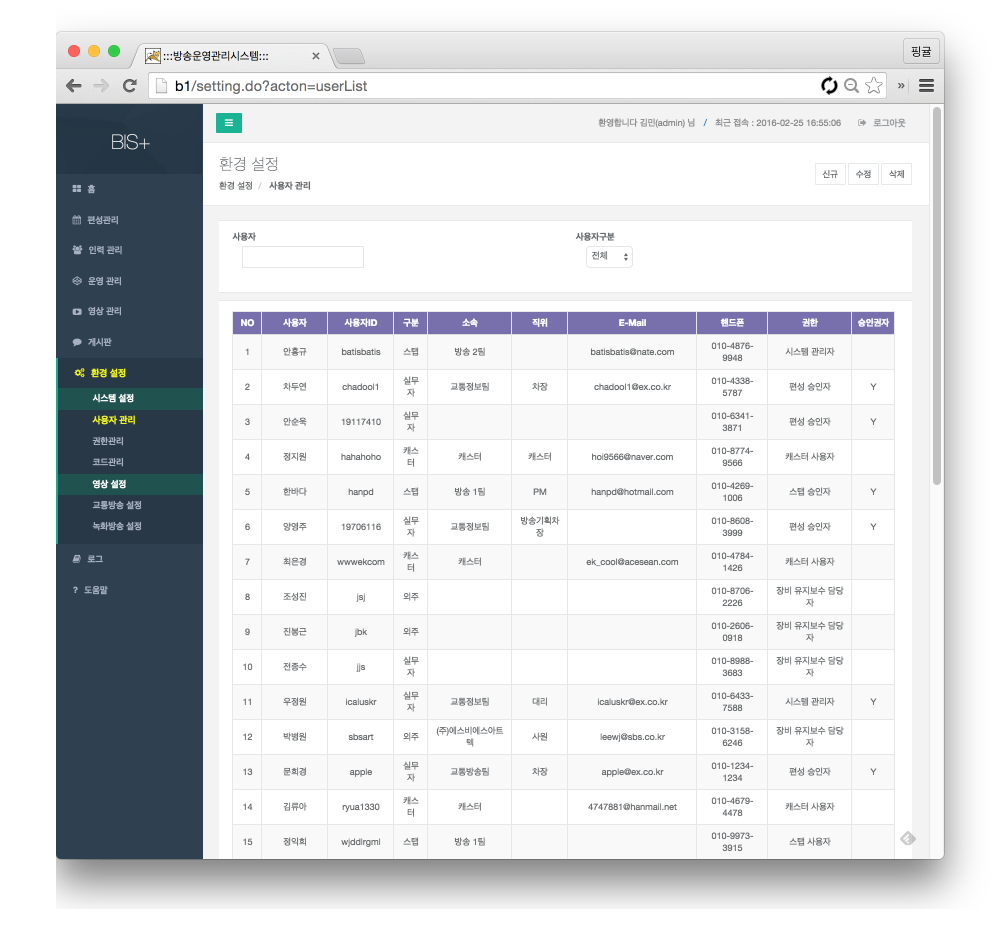 :::방송운영관리시스템:::
핑귤
b1/setting.do?acton=userList
BIS+
환영합니다 김민(admin) 님 / 최근 접속 : 2016-02-25 16:55:06 로그아웃
환경 설정
환경 설정 / 사용자 관리
신규 수정 삭제
홈
편성관리
인력 관리
운영 관리
영상 관리
게시판
환경 설정
시스템 설정
사용자 관리
권한관리
코드관리
영상 설정
교통방송 설정
녹화방송 설정
로그
? 도움말
사용자 사용자구분
전체
NO 사용자 사용자ID 구분 소속 직위 E-Mail 핸드폰 권한 승인권자
1 안홍규 batisbatis 스탭 방송 2팀 batisbatis@nate.com 010-4876-9948 시스템 관리자
2 차두연 chadool1 실무자 교통정보팀 차장 chadool1@ex.co.kr 010-4338-5787 편성 승인자 Y
3 안순옥 19117410 실무자 010-6341-3871 편성 승인자 Y
4 정지원 hahahoho 캐스터 캐스터 캐스터 hoi9566@naver.com 010-8774-9566 캐스터 사용자
5 한바다 hanpd 스탭 방송 1팀 PM hanpd@hotmail.com 010-4269-1006 스탭 승인자 Y
6 양영주 19706116 실무자 교통정보팀 방송기획차장 010-8608-3999 편성 승인자 Y
7 최은경 wwwekcom 캐스터 캐스터 ek_cool@acesean.com 010-4784-1426 캐스터 사용자
8 조성진 jsj 외주 010-8706-2226 장비 유지보수 담당자
9 진봉근 jbk 외주 010-2606-0918 장비 유지보수 담당자
10 전종수 jjs 실무자 010-8988-3683 장비 유지보수 담당자
11 우정원 icaluskr 실무자 교통정보팀 대리 icaluskr@ex.co.kr 010-6433-7588 시스템 관리자 Y
12 박병원 sbsart 외주 (주)에스비에스아트텍 사원 leewj@sbs.co.kr 010-3158-6246 장비 유지보수 담당자
13 문희경 apple 실무자 교통방송팀 차장 apple@ex.co.kr 010-1234-1234 편성 승인자 Y
14 김류아 ryua1330 캐스터 캐스터 4747881@hanmail.net 010-4679-4478 캐스터 사용자
15 정익희 wjddlrgml 스탭 방송 1팀 010-9973-3915 스탭 사용자